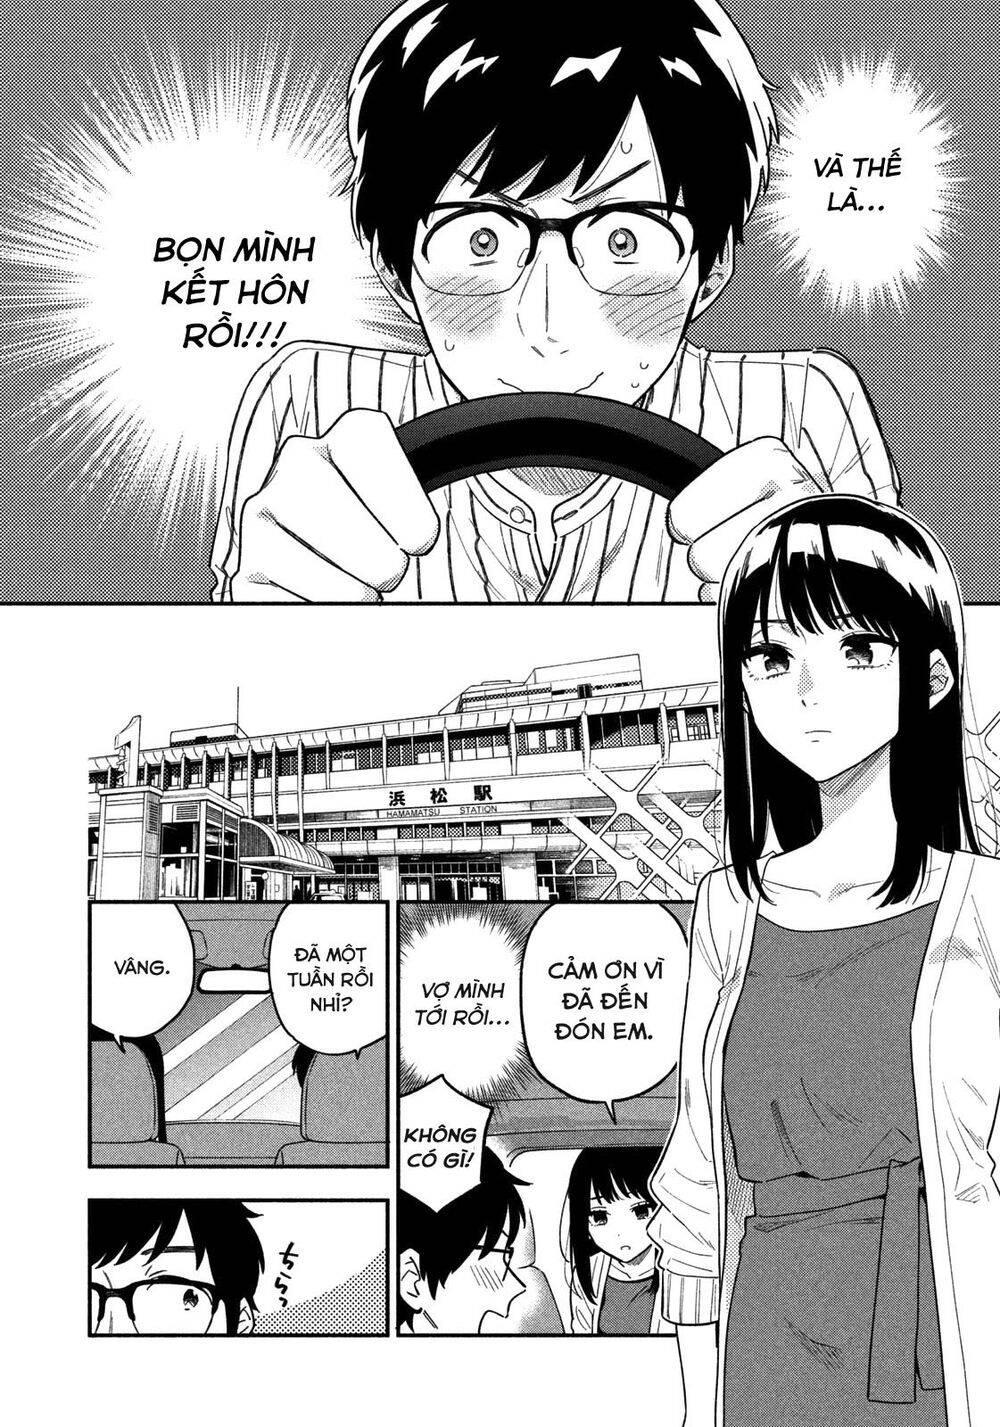 VÀ THẾ
LÀ...
BỌN MÌNH
KẾT HÔN
RỒI!!!
浜松駅
HAMAMATSU STATION
CẢM ƠN VÌ
ĐÃ ĐẾN
ĐÓN EM.
VỢ MÌNH
TỚI RỒI...
KHÔNG
CÓ GÌ!
ĐÃ MỘT
TUẦN RỒI
NHỈ?
VÂNG.
ちらっ